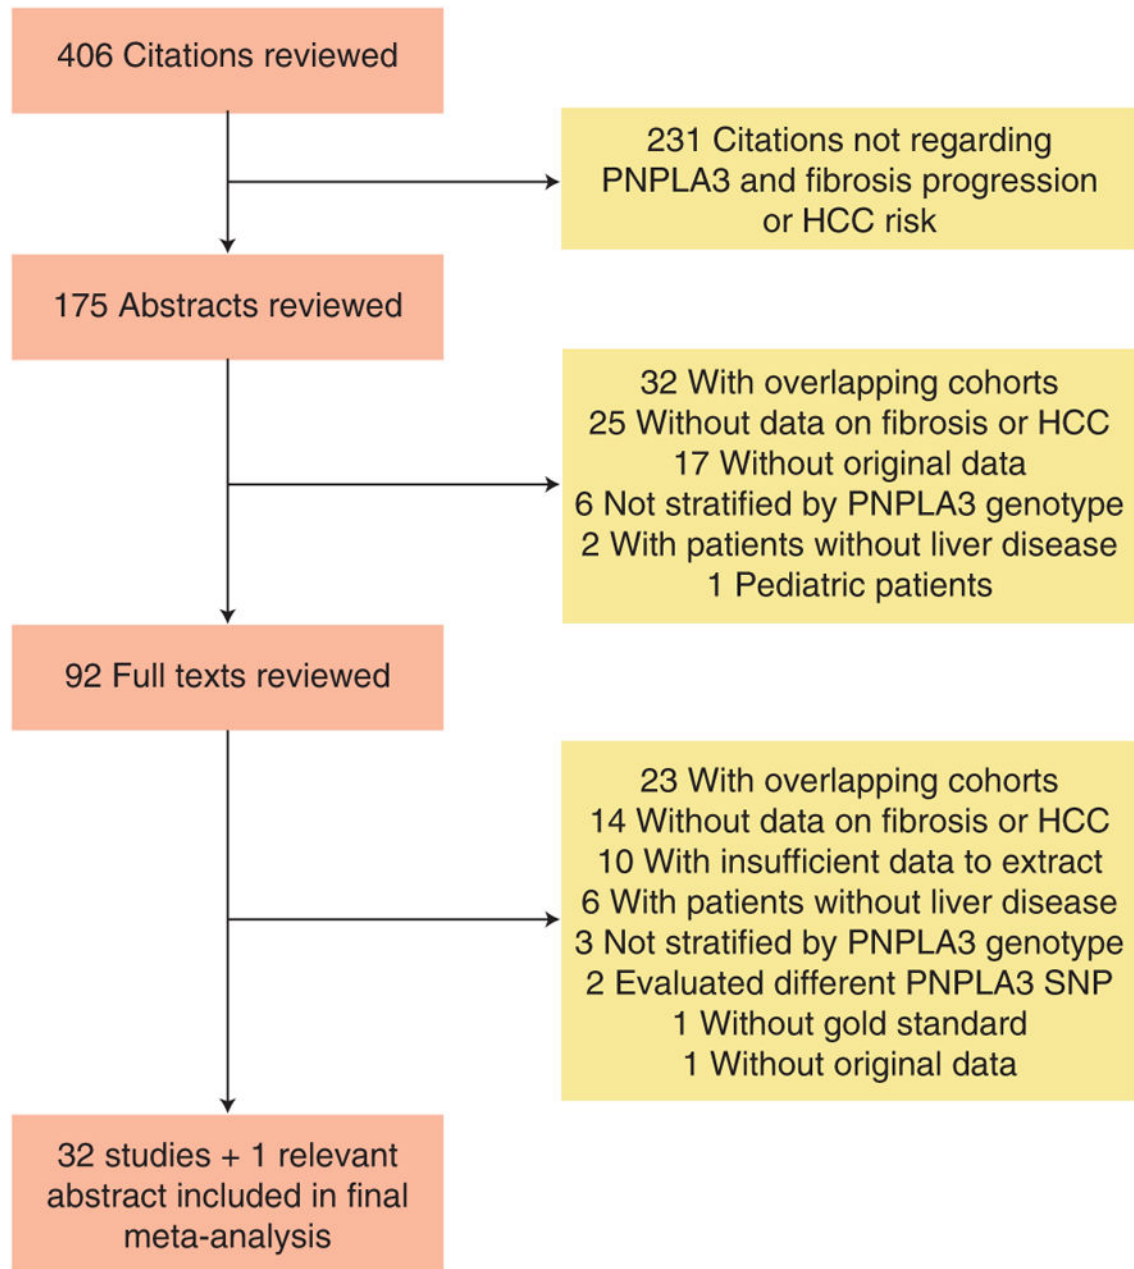 406 Citations reviewed
231 Citations not regarding
PNPLA3 and fibrosis progression
or HCC risk
175 Abstracts reviewed
32 With overlapping cohorts
25 Without data on fibrosis or HCC
17 Without original data
6 Not stratified by PNPLA3 genotype
2 With patients without liver disease
1 Pediatric patients
92 Full texts reviewed
23 With overlapping cohorts
14 Without data on fibrosis or HCC
10 With insufficient data to extract
6 With patients without liver disease
3 Not stratified by PNPLA3 genotype
2 Evaluated different PNPLA3 SNP
1 Without gold standard
1 Without original data
32 studies + 1 relevant
abstract included in final
meta-analysis